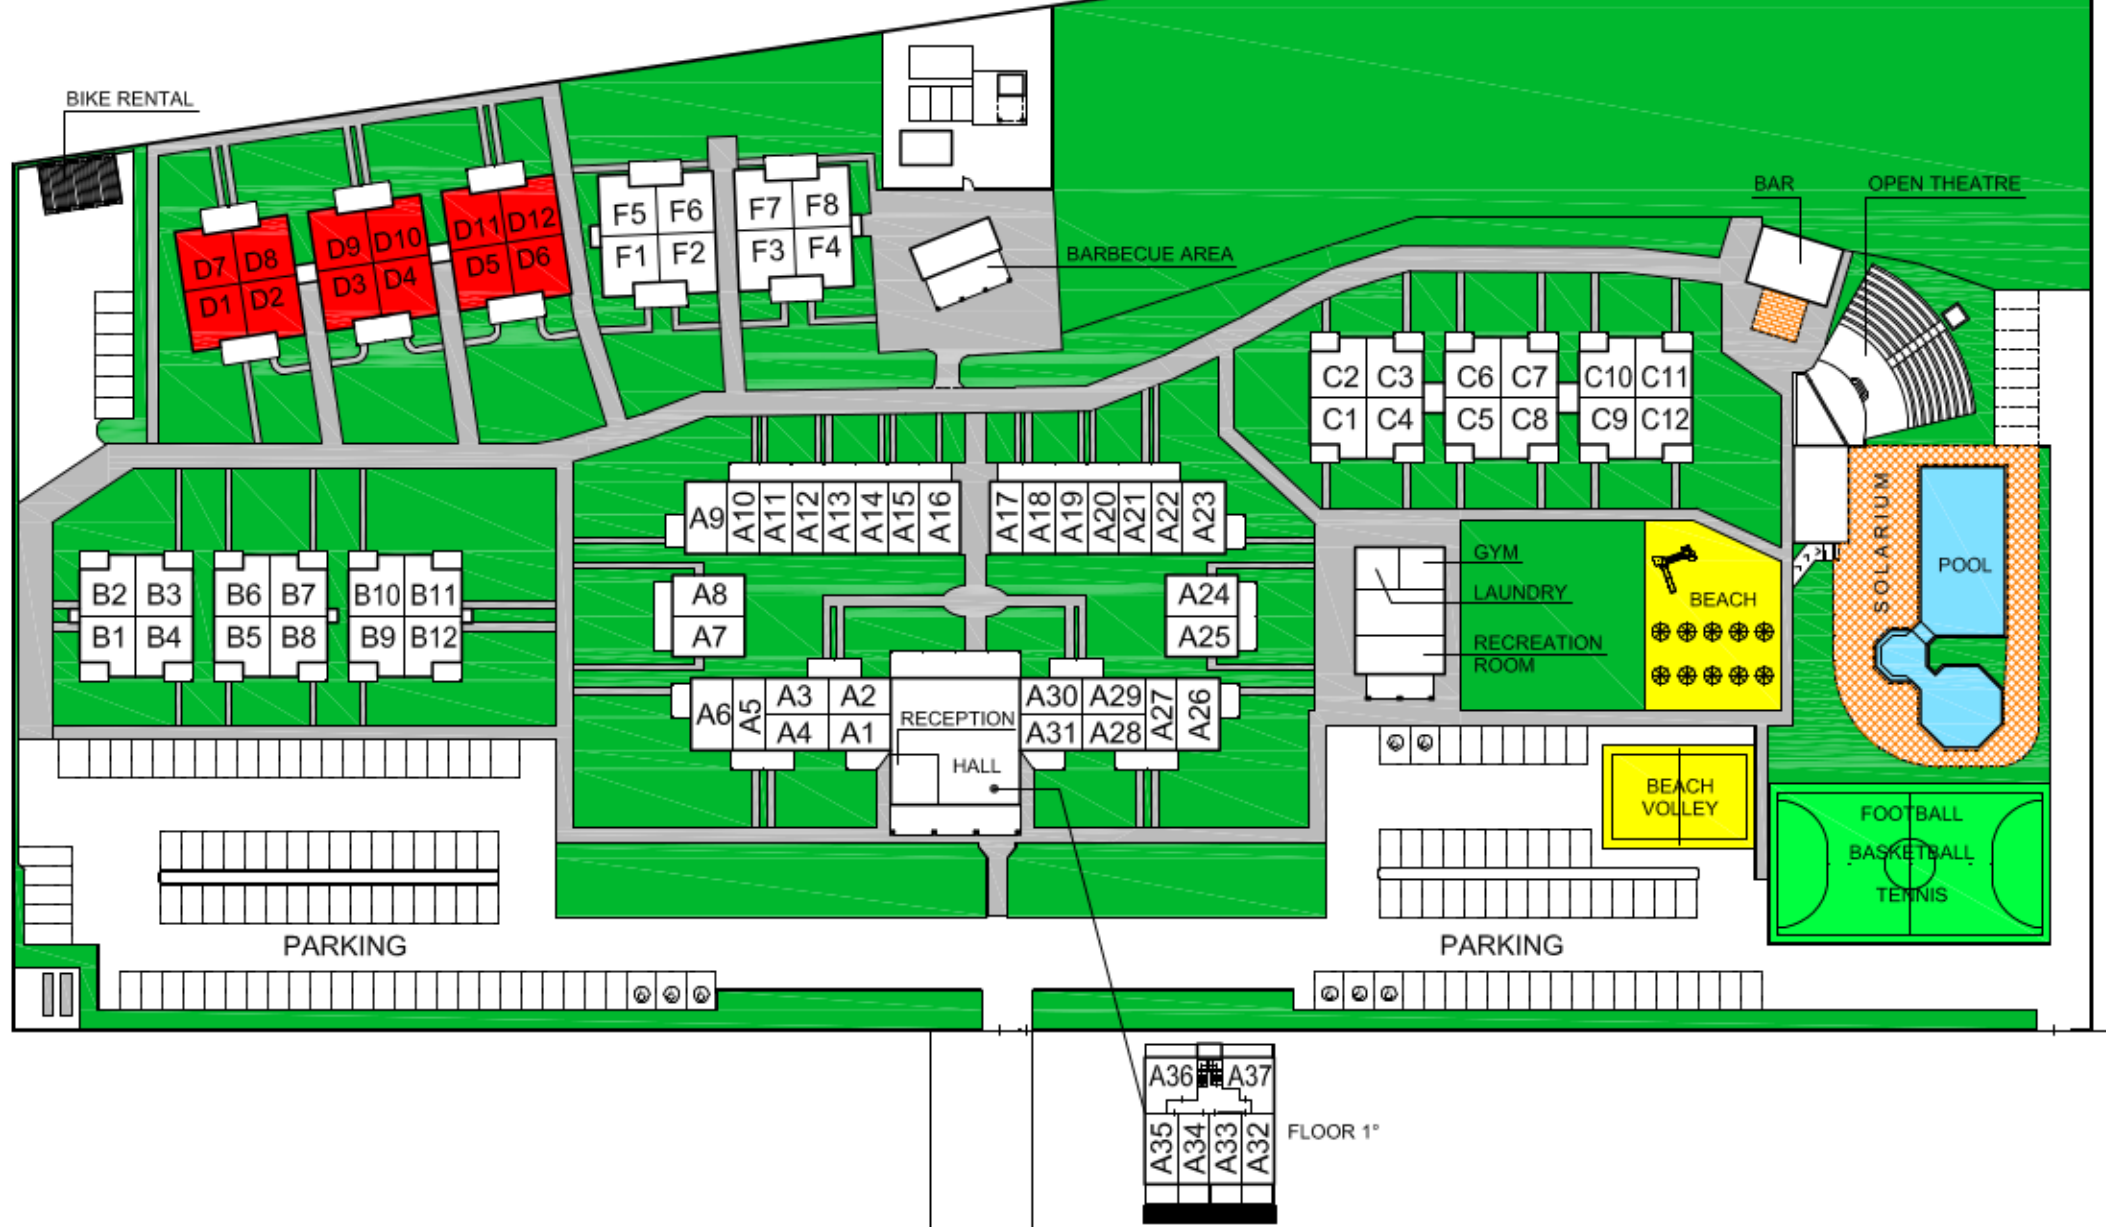 BIKE RENTAL
BAR
OPEN THEATRE
BARBECUE AREA
D7 D8
D1 D2
D9 D10
D3 D4
D11 D12
D5 D6
F5 F6
F1 F2
F7 F8
F3 F4
C2 C3
C1 C4
C6 C7
C5 C8
C10 C11
C9 C12
A9 A10 A11 A12 A13 A14 A15 A16
A17 A18 A19 A20 A21 A22 A23
SOLARIUM
POOL
B2 B3
B1 B4
B6 B7
B5 B8
B10 B11
B9 B12
A8
A7
A24
A25
GYM
LAUNDRY
RECREATION
ROOM
BEACH
A6 A5
A3 A2
A4 A1
RECEPTION
HALL
A30 A29
A31 A28
A27 A26
BEACH
VOLLEY
FOOTBALL
BASKETBALL
TENNIS
PARKING
PARKING
A36 A37
A35 A34 A33 A32
FLOOR 1°